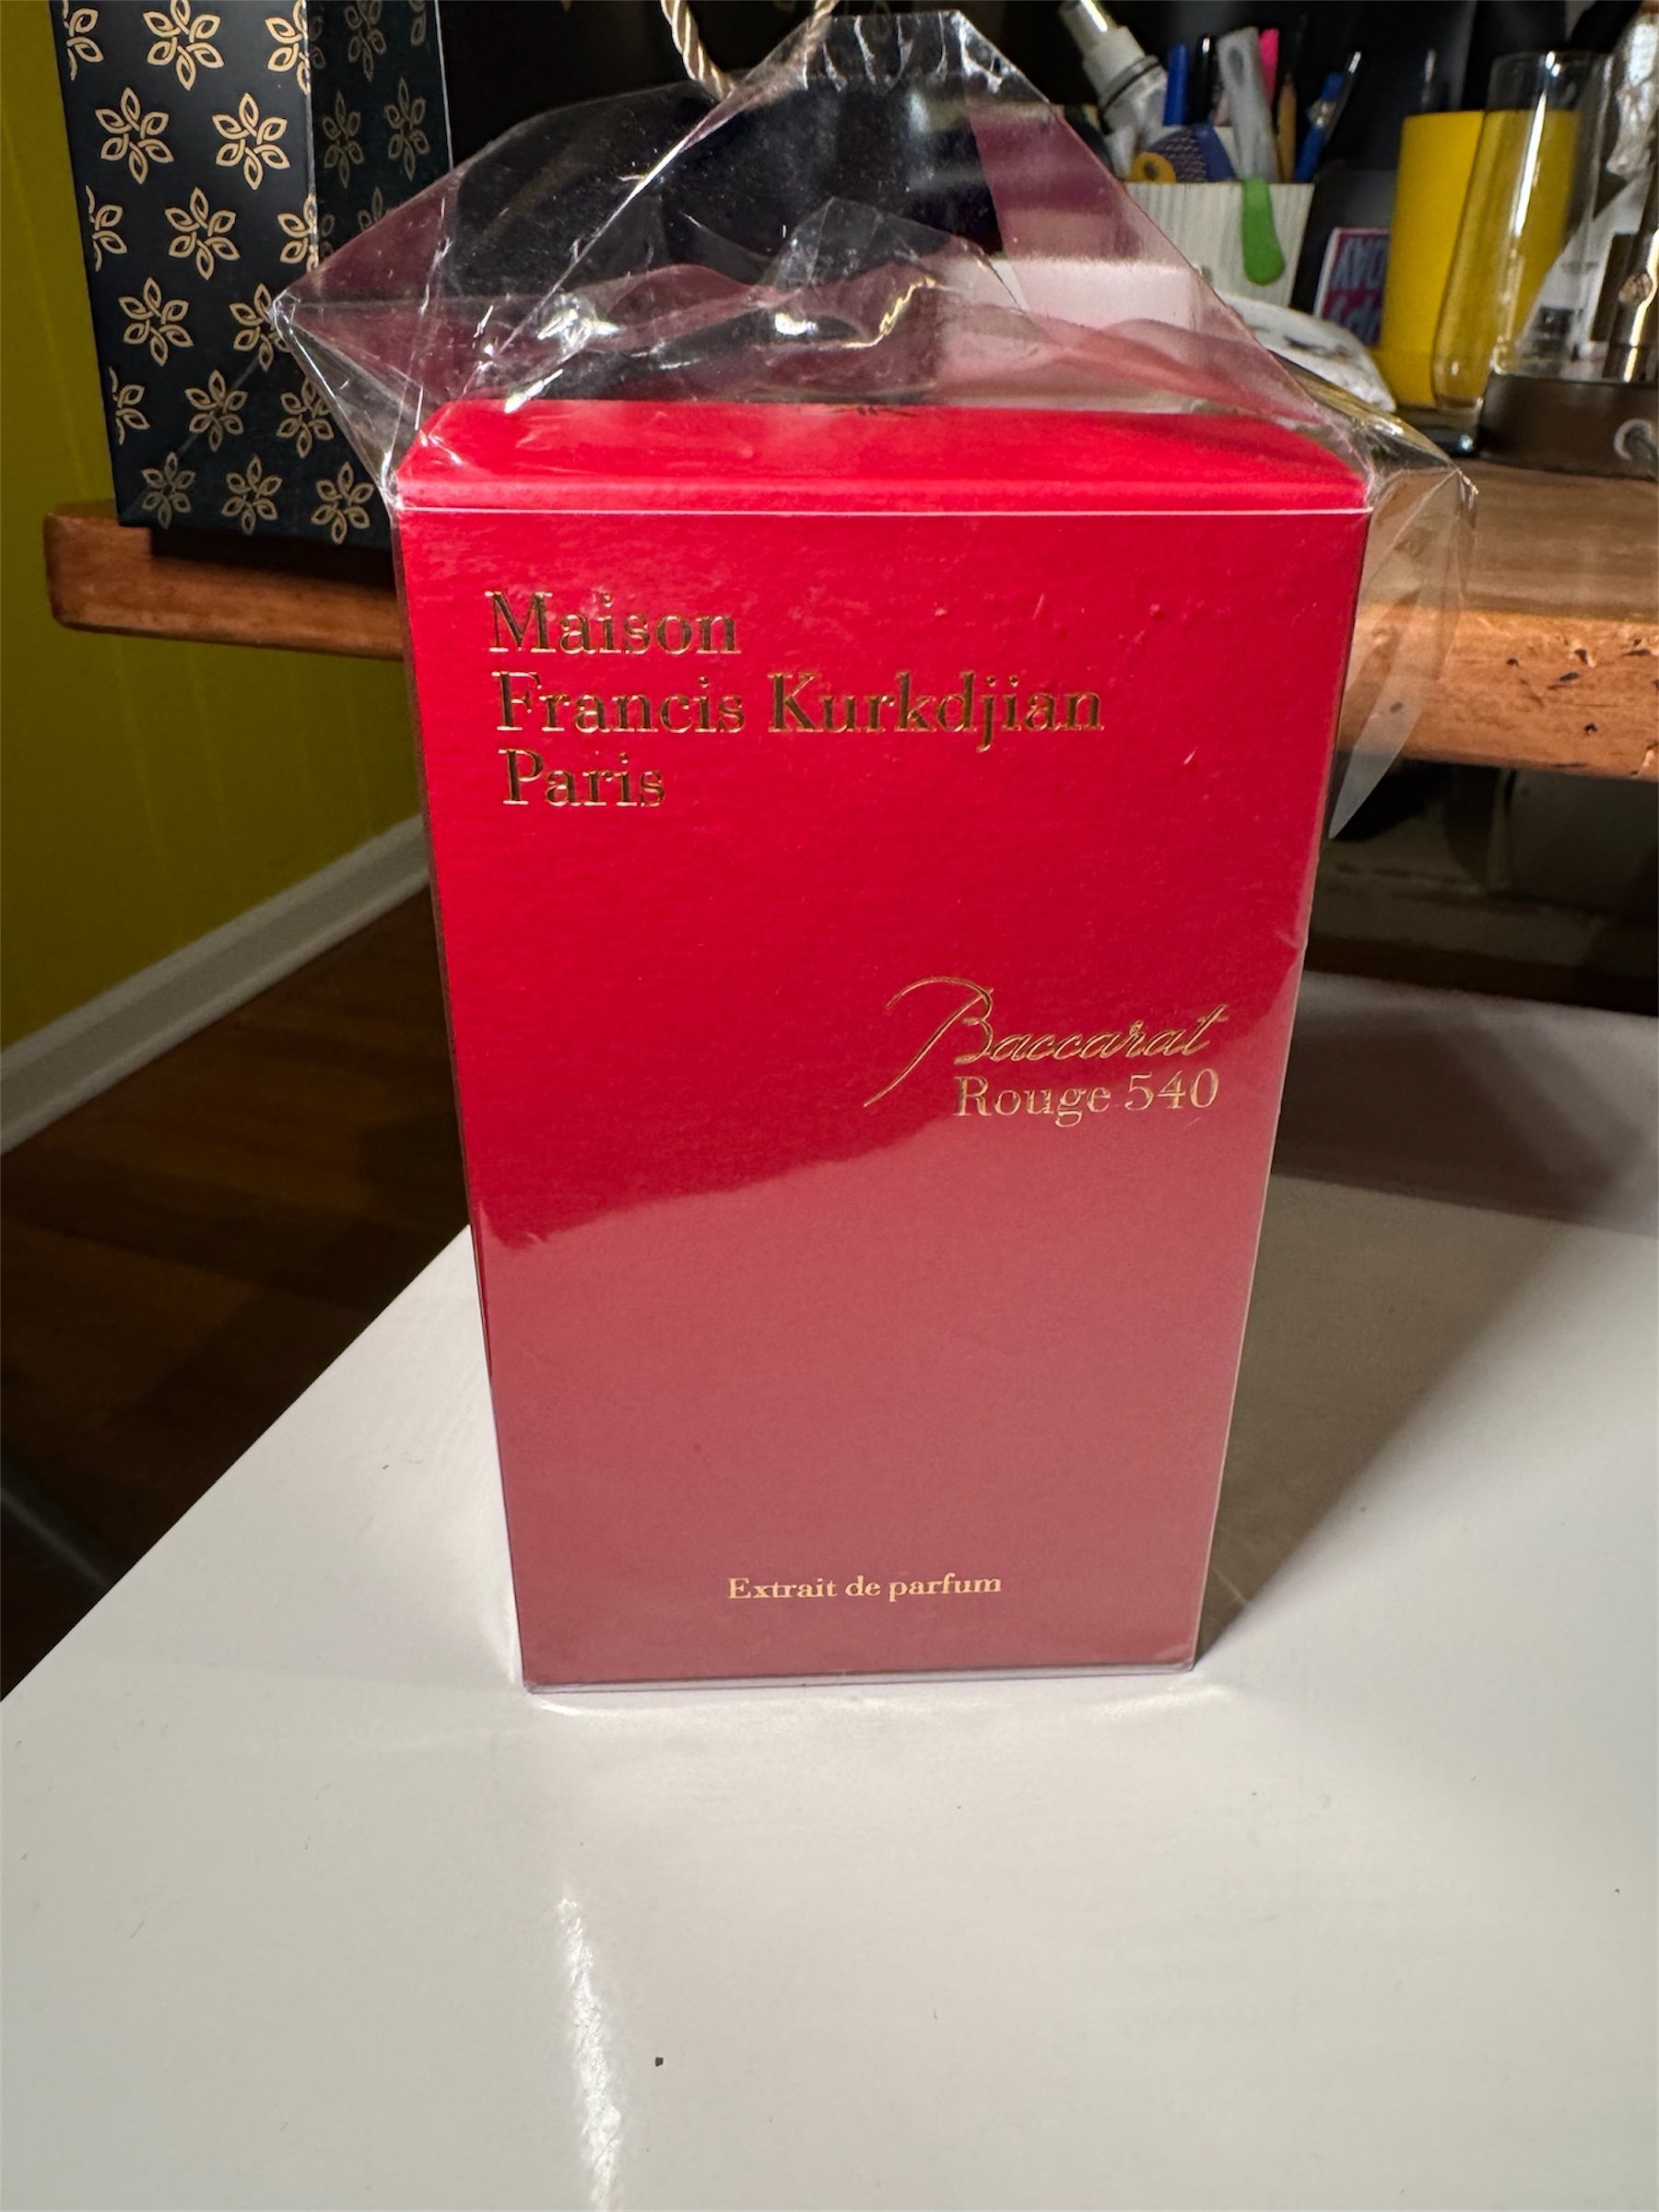 Maison
Francis Kurkdjian
Paris
Baccarat
Rouge 540
Extrait de parfum